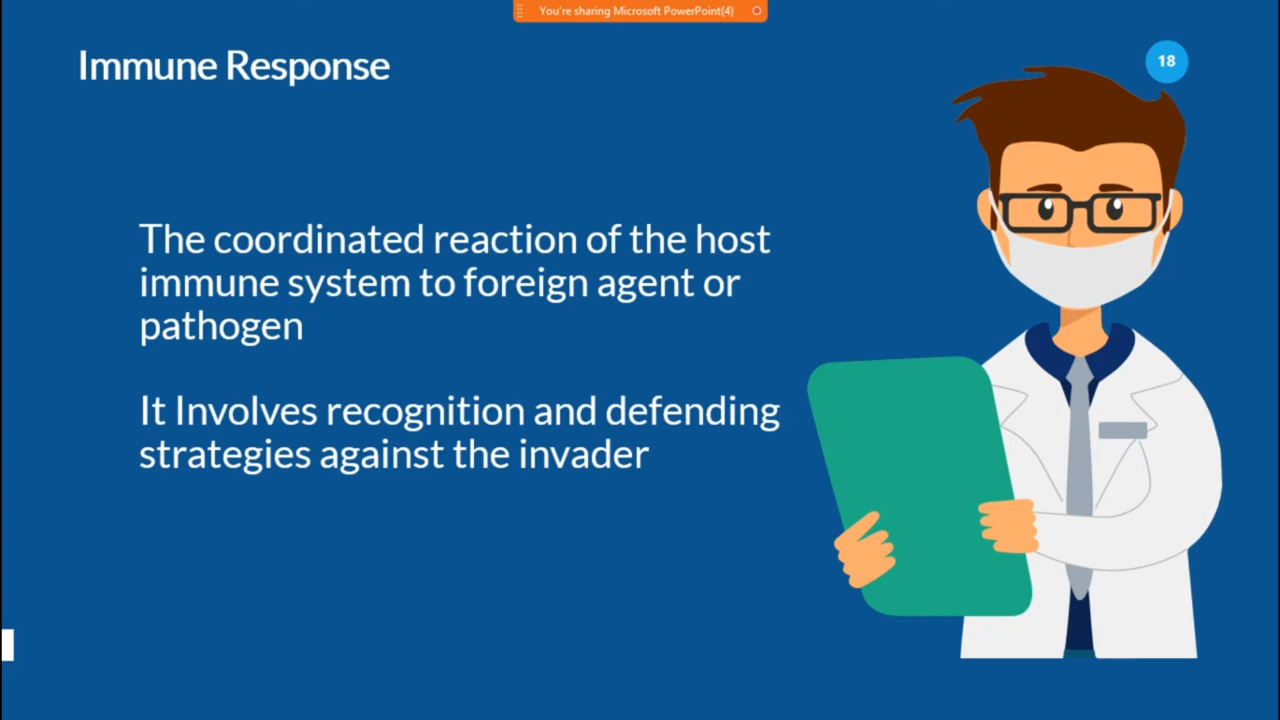 You're sharing Microsoft PowerPoint(4)
Immune Response
18
The coordinated reaction of the host
immune system to foreign agent or
pathogen
It Involves recognition and defending
strategies against the invader